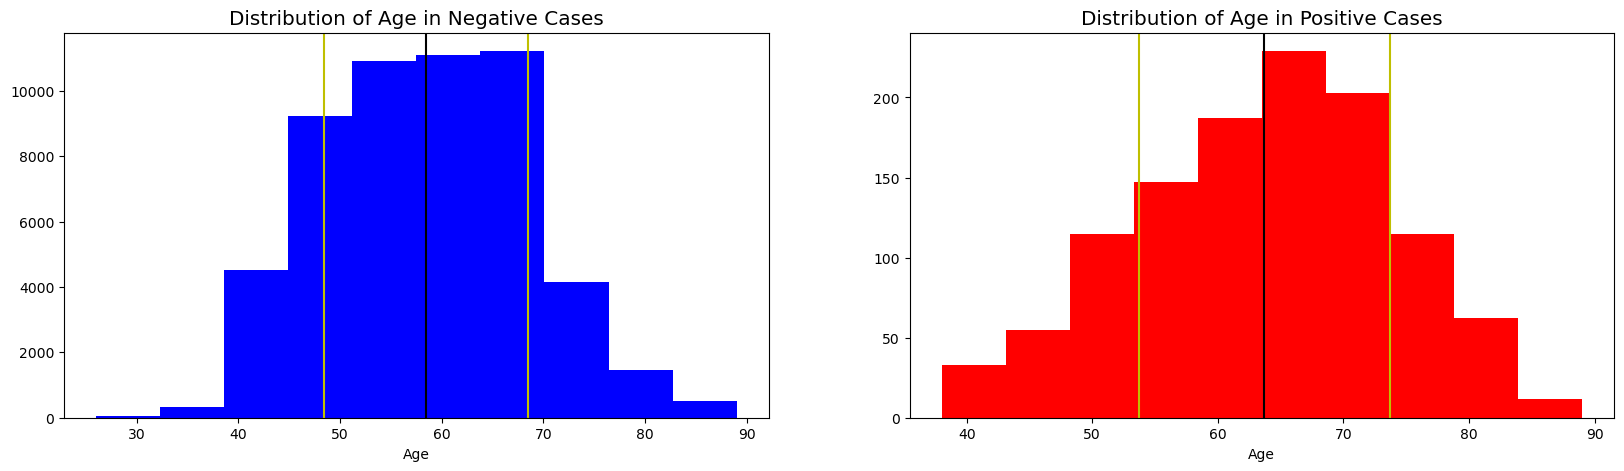 Distribution of Age in Negative Cases
10000
8000
6000
4000
2000
0
30 40 50 60 70 80 90
Age
Distribution of Age in Positive Cases
200
150
100
50
0
40 50 60 70 80 90
Age